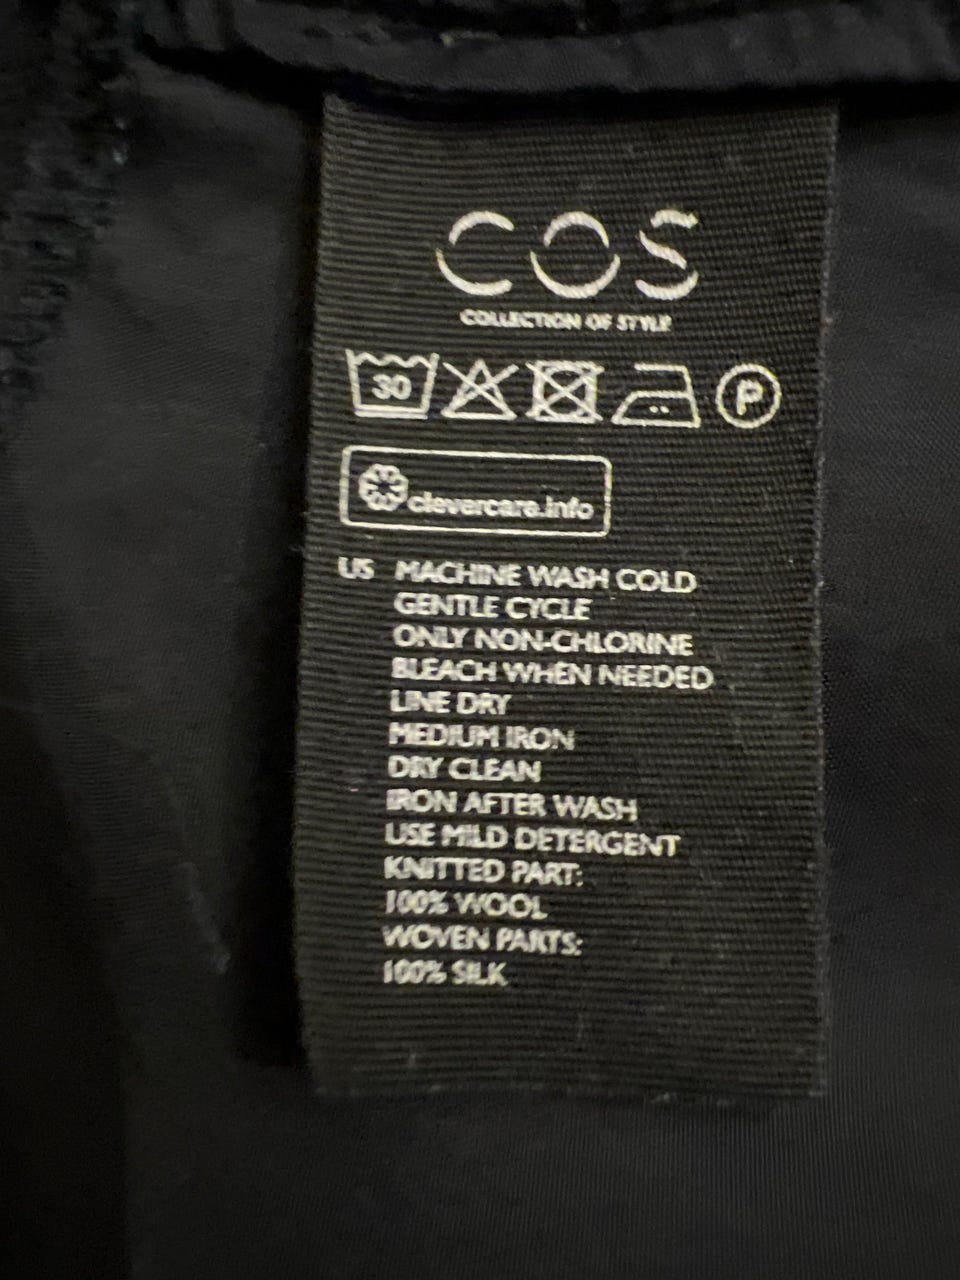 COS
COLLECTION OF STYLE
30 P
clevercare.info
US MACHINE WASH COLD
GENTLE CYCLE
ONLY NON-CHLORINE
BLEACH WHEN NEEDED
LINE DRY
MEDIUM IRON
DRY CLEAN
IRON AFTER WASH
USE MILD DETERGENT
KNITTED PART:
100% WOOL
WOVEN PARTS:
100% SILK